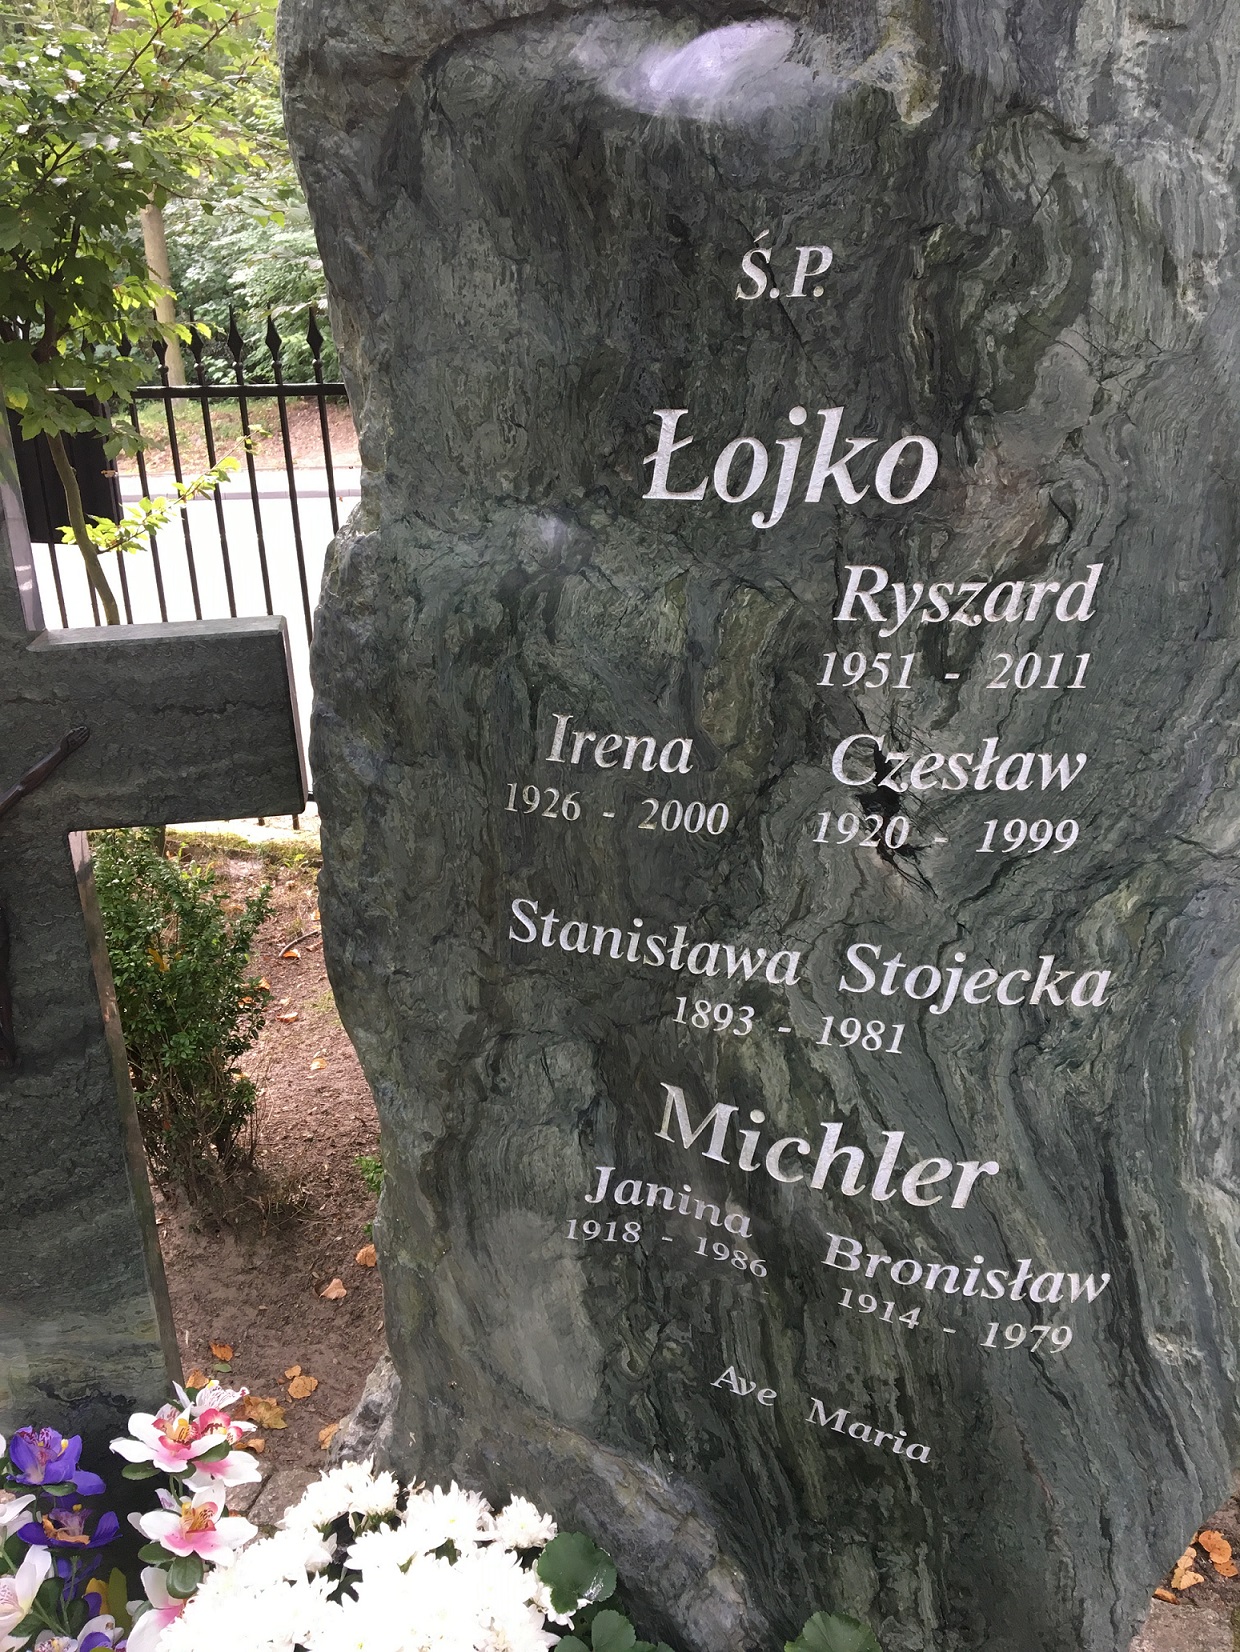 Ś.P.
Łojko
Ryszard
1951 - 2011
Irena Czesław
1926 - 2000 1920 - 1999
Stanisława Stojecka
1893 - 1981
Michler
Janina Bronisław
1918 - 1986 1914 - 1979
Ave Maria